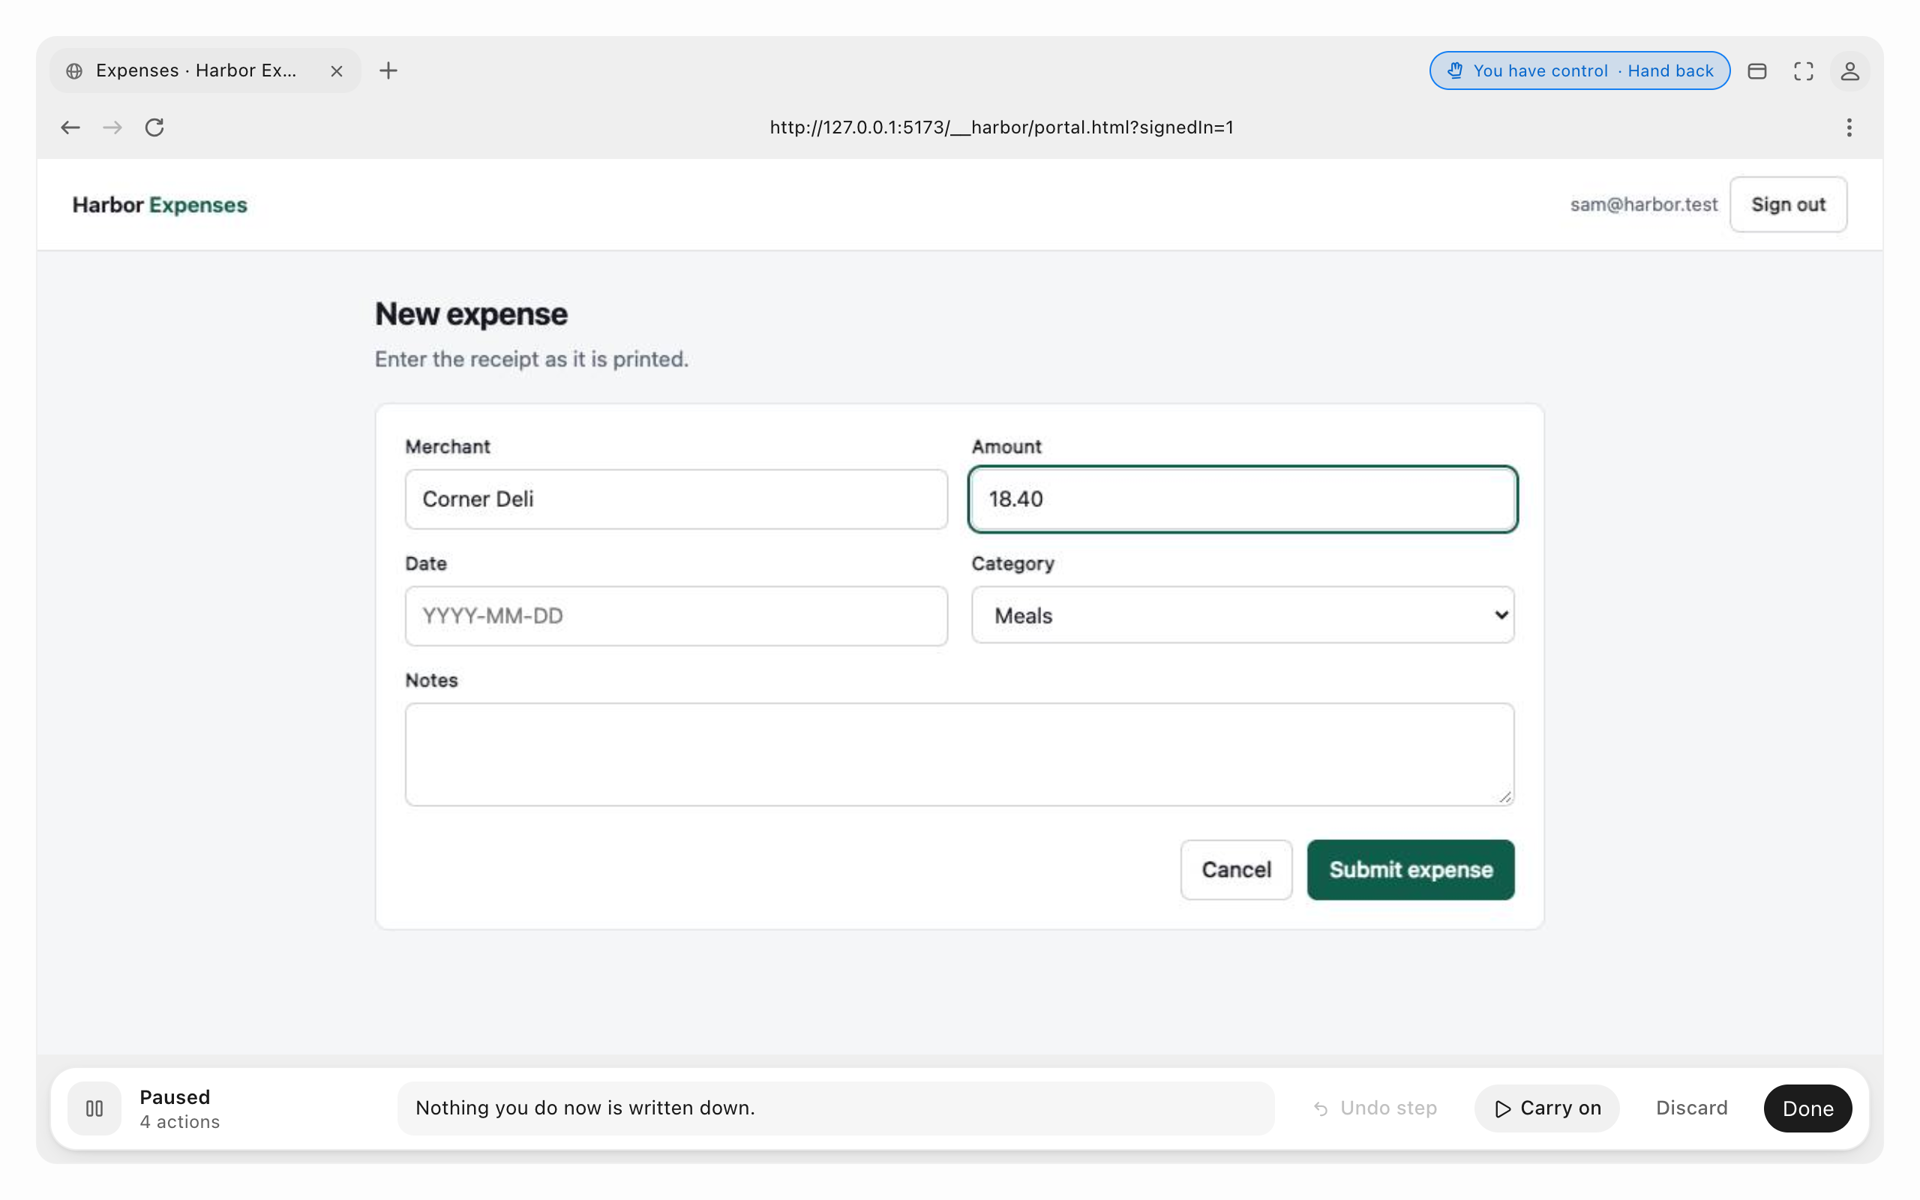 Expenses · Harbor Ex...
You have control · Hand back
http://127.0.0.1:5173/__harbor/portal.html?signedIn=1
Harbor Expenses
sam@harbor.test
Sign out
New expense
Enter the receipt as it is printed.
Merchant
Amount
Corner Deli
18.40
Date
Category
YYYY-MM-DD
Meals
Notes
Cancel
Submit expense
Paused
4 actions
Nothing you do now is written down.
Undo step
Carry on
Discard
Done